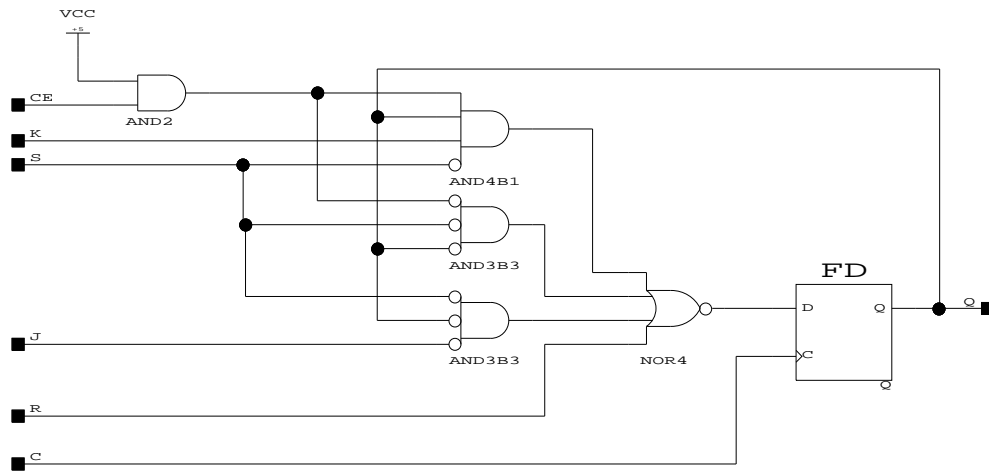 VCC
+5
CE
AND2
K
S
AND4B1
AND3B3
FD
D
Q
Q
J
AND3B3
NOR4
C
Q
R
C